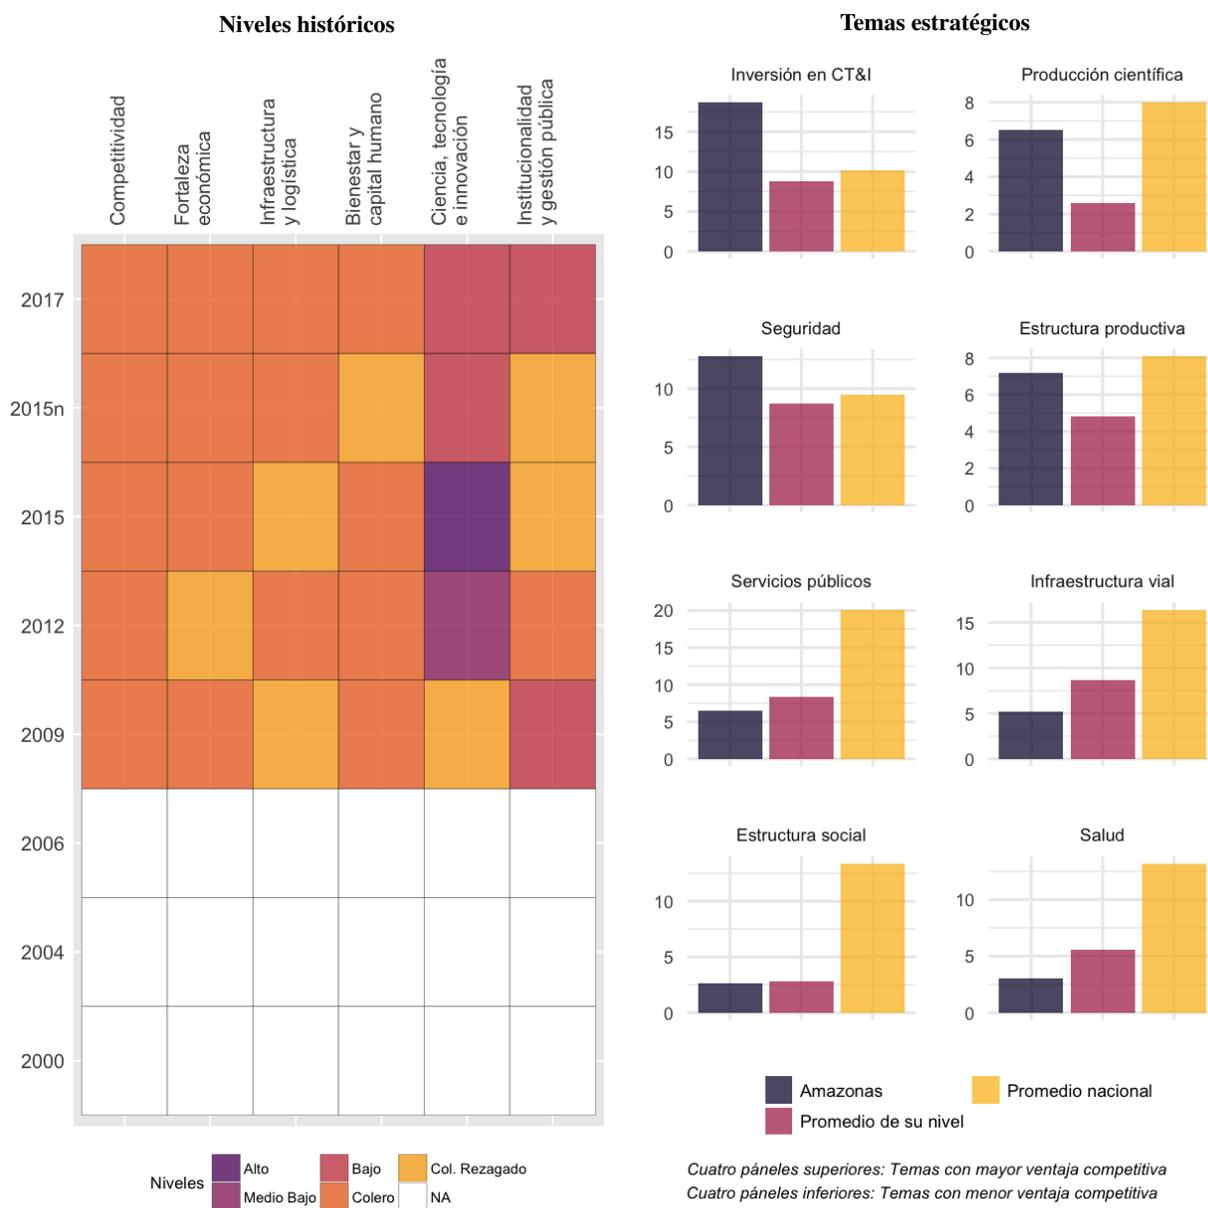 Niveles históricos
Competitividad
Fortaleza
económica
Infraestructura
y logística
Bienestar y
capital humano
Ciencia, tecnología
e innovación
Institucionalidad
y gestión pública
2017
2015n
2015
2012
2009
2006
2004
2000
Niveles
Alto
Bajo
Col. Rezagado
Medio Bajo
Colero
NA
Temas estratégicos
Inversión en CT&I
15
10
5
0
Producción científica
8
6
4
2
0
Seguridad
10
5
0
Estructura productiva
8
6
4
2
0
Servicios públicos
20
15
10
5
0
Infraestructura vial
15
10
5
0
Estructura social
10
5
0
Salud
10
5
0
Amazonas
Promedio nacional
Promedio de su nivel
Cuatro páneles superiores: Temas con mayor ventaja competitiva
Cuatro páneles inferiores: Temas con menor ventaja competitiva